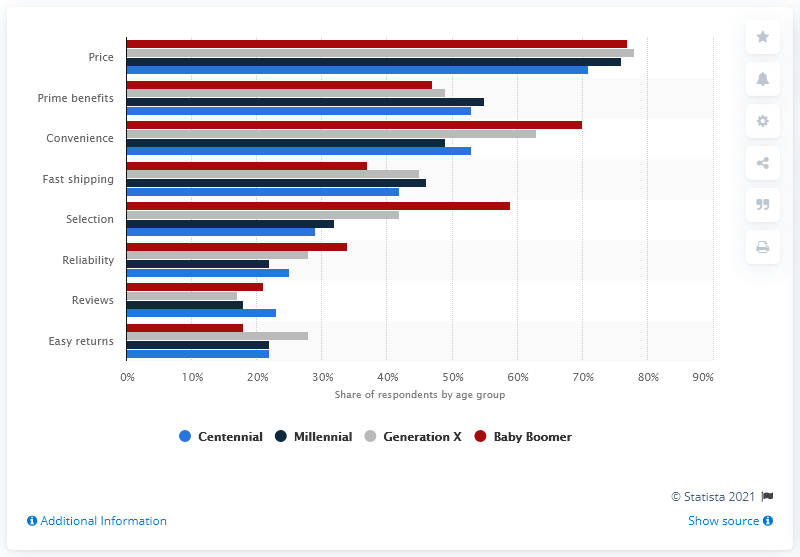 Price
Prime benefits
Convenience
Fast shipping
Selection
Reliability
Reviews
Easy returns
0% 10% 20% 30% 40% 50% 60% 70% 80% 90%
Share of respondents by age group
Centennial Millennial Generation X Baby Boomer
© Statista 2021
Additional Information Show source